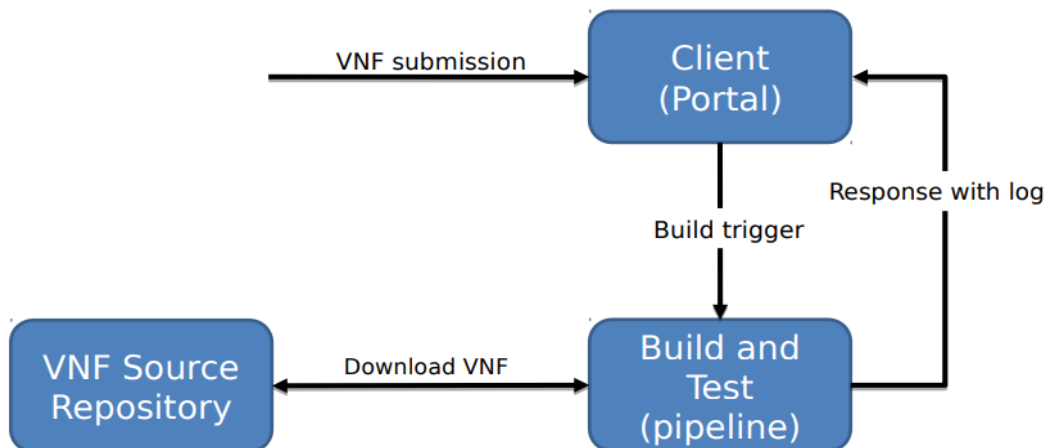 VNF submission
Client
(Portal)
Response with log
Build trigger
VNF Source
Repository
Download VNF
Build and
Test
(pipeline)